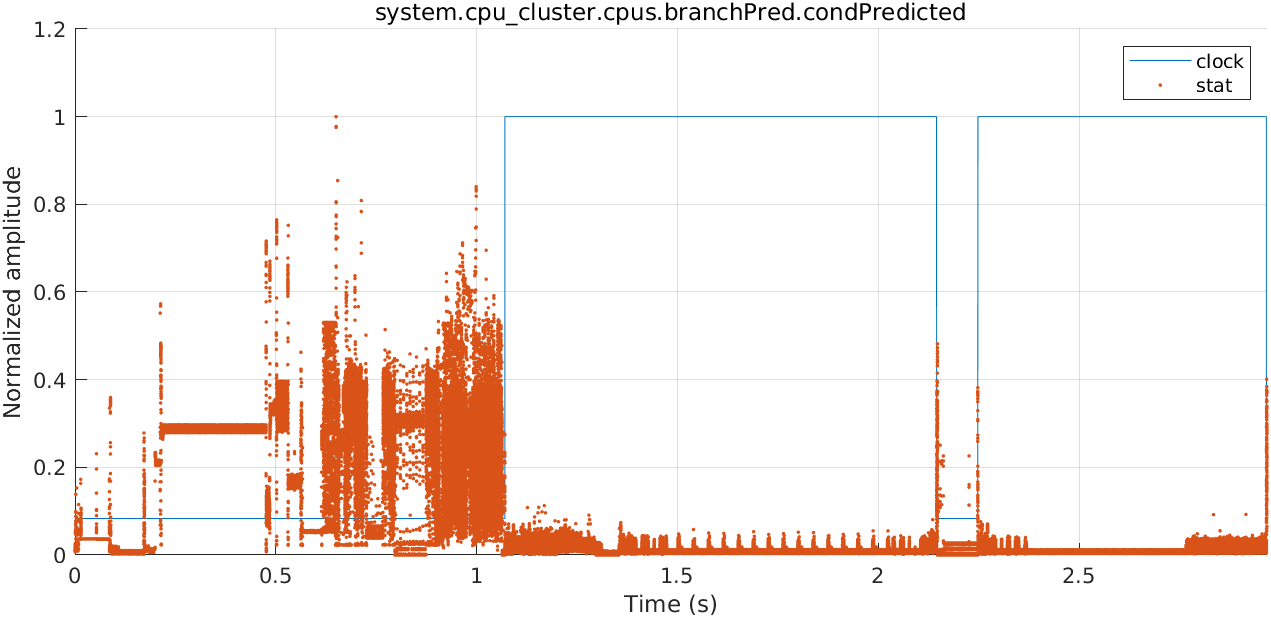 system.cpu_cluster.cpus.branchPred.condPredicted
1.2
1
0.8
0.6
0.4
0.2
0
Normalized amplitude
clock
stat
0 0.5 1 1.5 2 2.5
Time (s)